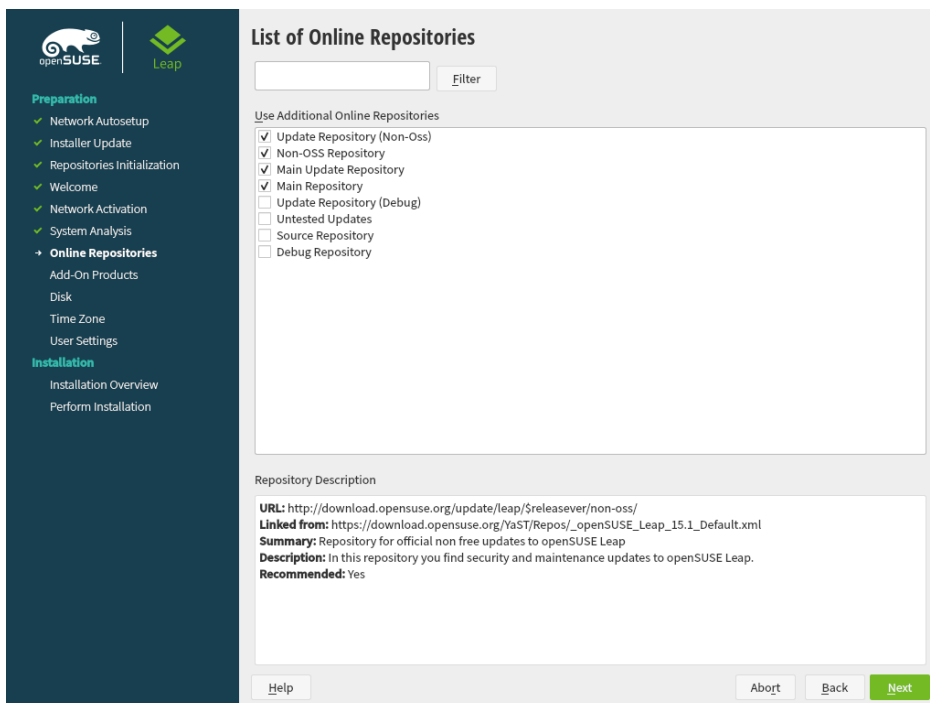 openSUSE
Leap
Preparation
Network Autosetup
Installer Update
Repositories Initialization
Welcome
Network Activation
System Analysis
Online Repositories
Add-On Products
Disk
Time Zone
User Settings
Installation
Installation Overview
Perform Installation
List of Online Repositories
Filter
Use Additional Online Repositories
Update Repository (Non-Oss)
Non-OSS Repository
Main Update Repository
Main Repository
Update Repository (Debug)
Untested Updates
Source Repository
Debug Repository
Repository Description
URL: http://download.opensuse.org/update/leap/$releasever/non-oss/
Linked from: https://download.opensuse.org/YaST/Repos/_openSUSE_Leap_15.1_Default.xml
Summary: Repository for official non free updates to openSUSE Leap
Description: In this repository you find security and maintenance updates to openSUSE Leap.
Recommended: Yes
Help
Abort
Back
Next